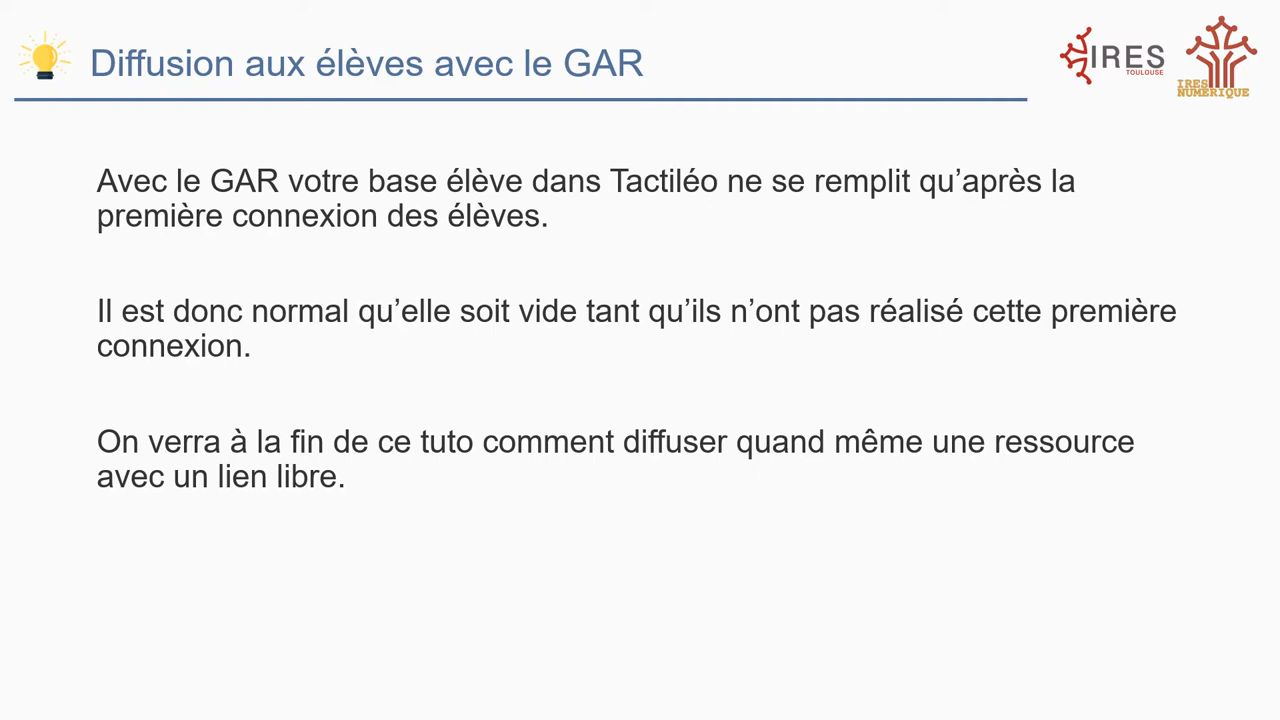 Diffusion aux élèves avec le GAR
IRES
TOULOUSE
IRES
NUMERIQUE
Avec le GAR votre base élève dans Tactiléo ne se remplit qu’après la
première connexion des élèves.
Il est donc normal qu’elle soit vide tant qu’ils n’ont pas réalisé cette première
connexion.
On verra à la fin de ce tuto comment diffuser quand même une ressource
avec un lien libre.